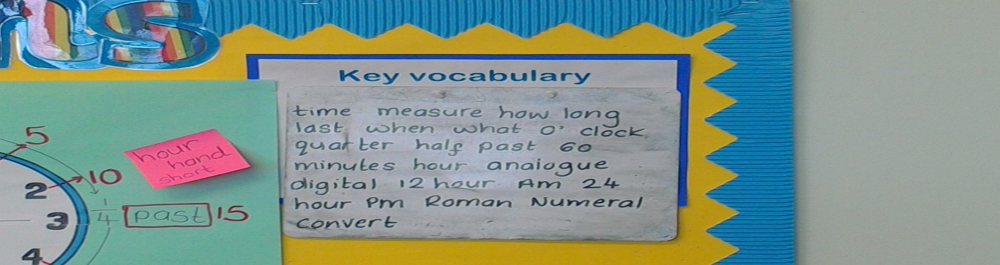 ns
Key vocabulary
time measure how long
last when what o' clock
quarter half past 60
minutes hour analogue
digital 12 hour Am 24
hour Pm Roman Numeral
convert
5
hour
hand
short
10
2
1/4 past 15
3
4